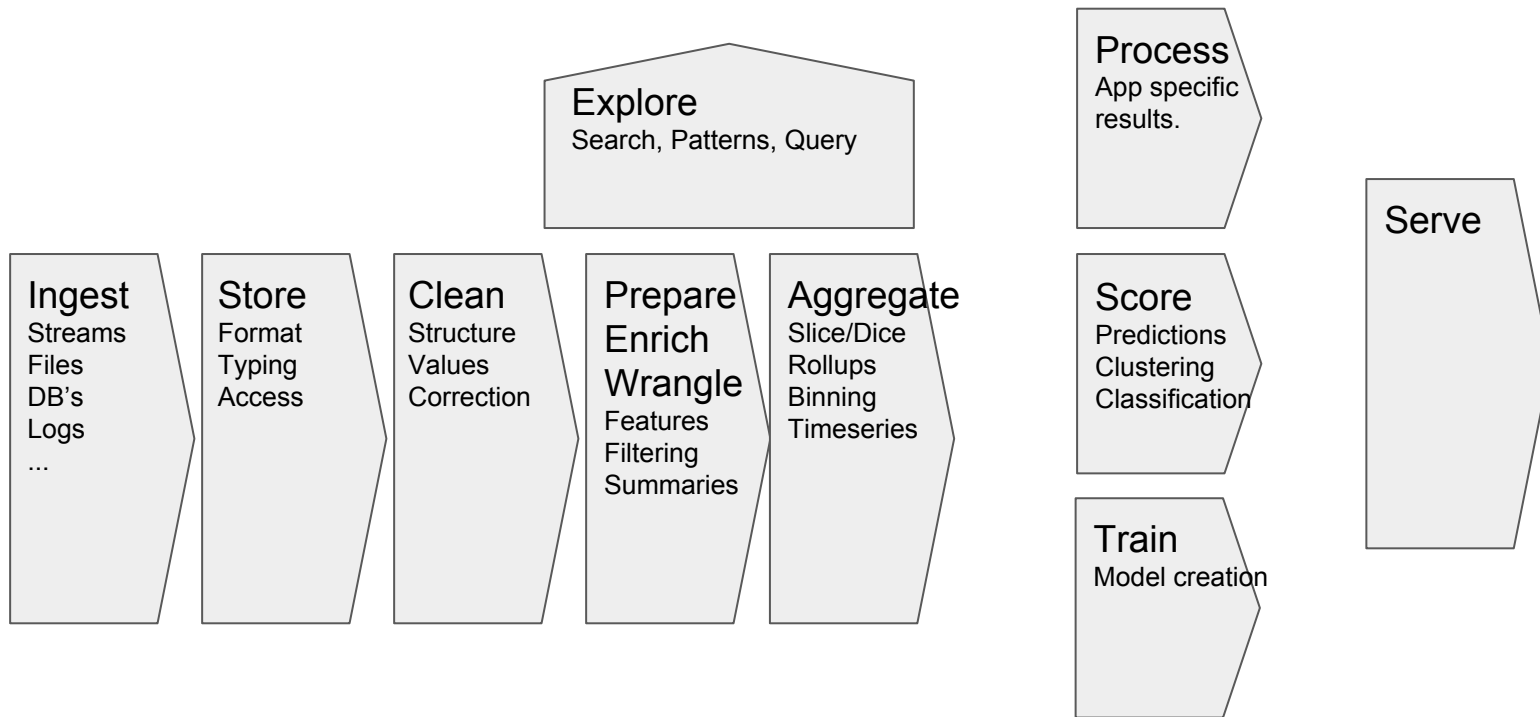 Process
App specific
results.
Explore
Search, Patterns, Query
Serve
Ingest
Streams
Files
DB's
Logs
...
Store
Format
Typing
Access
Clean
Structure
Values
Correction
Prepare
Enrich
Wrangle
Features
Filtering
Summaries
Aggregate
Slice/Dice
Rollups
Binning
Timeseries
Score
Predictions
Clustering
Classification
Train
Model creation